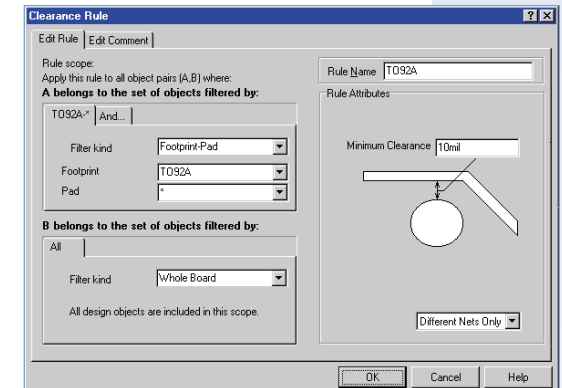 Clearance Rule
Edit Rule Edit Comment
Rule scope:
Apply this rule to all object pairs (A,B) where:
A belongs to the set of objects filtered by:
TO92A-* And...
Filter kind Footprint-Pad
Footprint TO92A
Pad *
B belongs to the set of objects filtered by:
All
Filter kind Whole Board
All design objects are included in this scope.
Rule Name TO92A
Rule Attributes
Minimum Clearance 10mil
Different Nets Only
OK Cancel Help